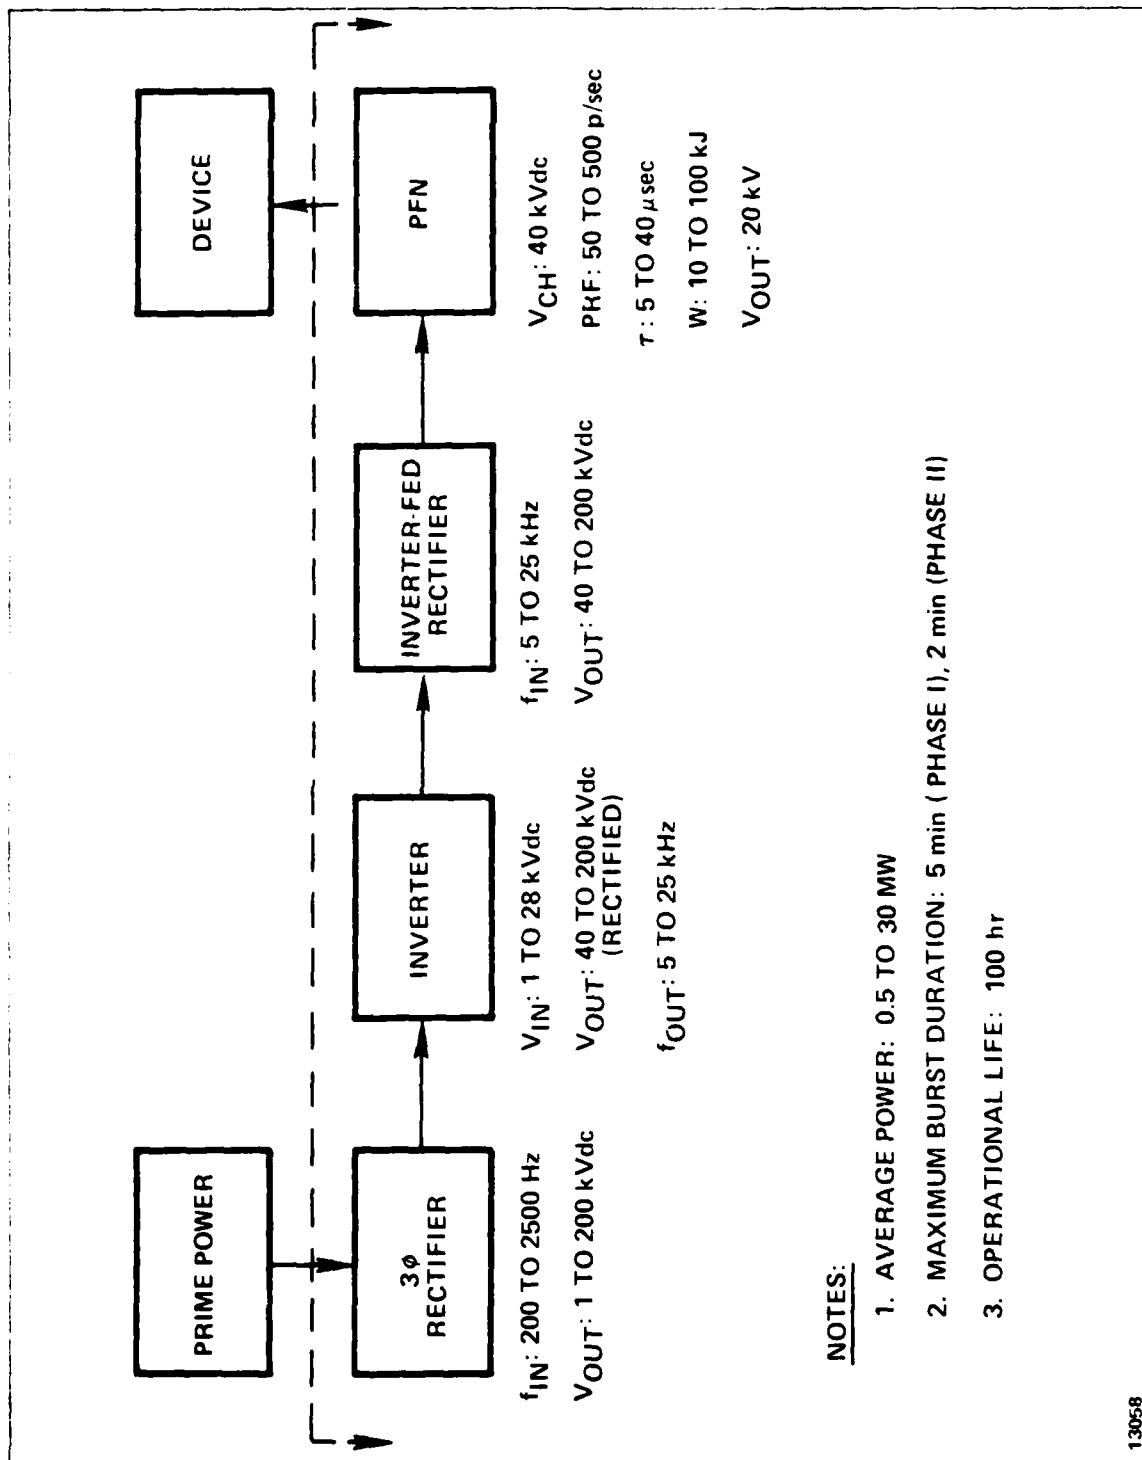 PRIME POWER
DEVICE
3φ
RECTIFIER
INVERTER
INVERTER-FED
RECTIFIER
PFN
fIN: 200 TO 2500 Hz
VOUT: 1 TO 200 kVdc
VIN: 1 TO 28 kVdc
VOUT: 40 TO 200 kVdc
(RECTIFIED)
fOUT: 5 TO 25 kHz
fIN: 5 TO 25 kHz
VOUT: 40 TO 200 kVdc
VCH: 40 kVdc
PRF: 50 TO 500 p/sec
τ: 5 TO 40 μsec
W: 10 TO 100 kJ
VOUT: 20 kV
NOTES:
1. AVERAGE POWER: 0.5 TO 30 MW
2. MAXIMUM BURST DURATION: 5 min ( PHASE I), 2 min (PHASE II)
3. OPERATIONAL LIFE: 100 hr
13058